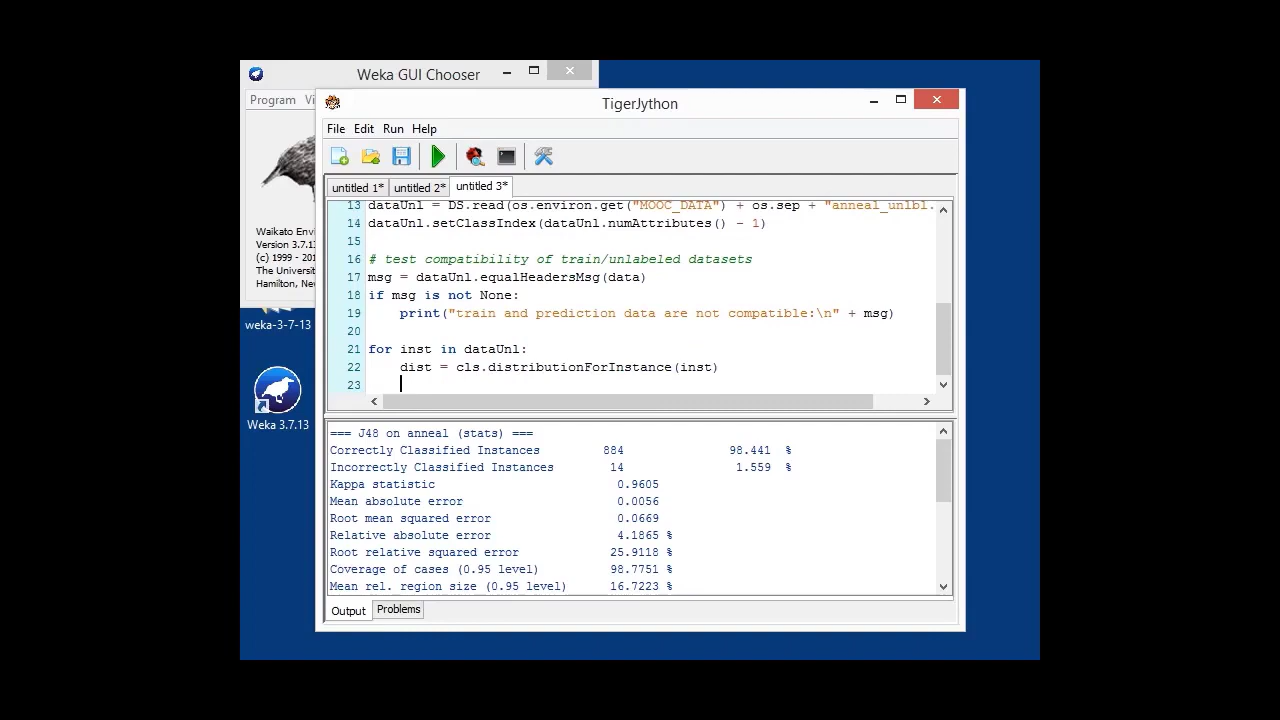 Weka GUI Chooser
Program Vi
TigerJython
File Edit Run Help
untitled 1* untitled 2* untitled 3*
Waikato Envi
Version 3.7.13
(c) 1999 - 201
The Universit
Hamilton, Nev
weka-3-7-13
Weka 3.7.13
13 dataUnl = DS.read(os.environ.get("MOOC_DATA") + os.sep + "anneal_unlbl.
14 dataUnl.setClassIndex(dataUnl.numAttributes() - 1)
15
16 # test compatibility of train/unlabeled datasets
17 msg = dataUnl.equalHeadersMsg(data)
18 if msg is not None:
19 print("train and prediction data are not compatible:\n" + msg)
20
21 for inst in dataUnl:
22 dist = cls.distributionForInstance(inst)
23
=== J48 on anneal (stats) ===
Correctly Classified Instances 884 98.441 %
Incorrectly Classified Instances 14 1.559 %
Kappa statistic 0.9605
Mean absolute error 0.0056
Root mean squared error 0.0669
Relative absolute error 4.1865 %
Root relative squared error 25.9118 %
Coverage of cases (0.95 level) 98.7751 %
Mean rel. region size (0.95 level) 16.7223 %
Output Problems